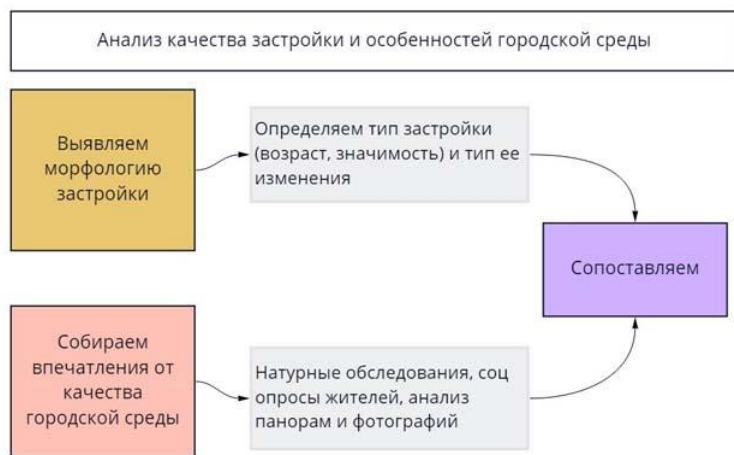 Анализ качества застройки и особенностей городской среды
Выявляем
морфологию
застройки
Определяем тип застройки
(возраст, значимость) и тип ее
изменения
Сопоставляем
Собираем
впечатления от
качества
городской среды
Натурные обследования, соц
опросы жителей, анализ
панорам и фотографий